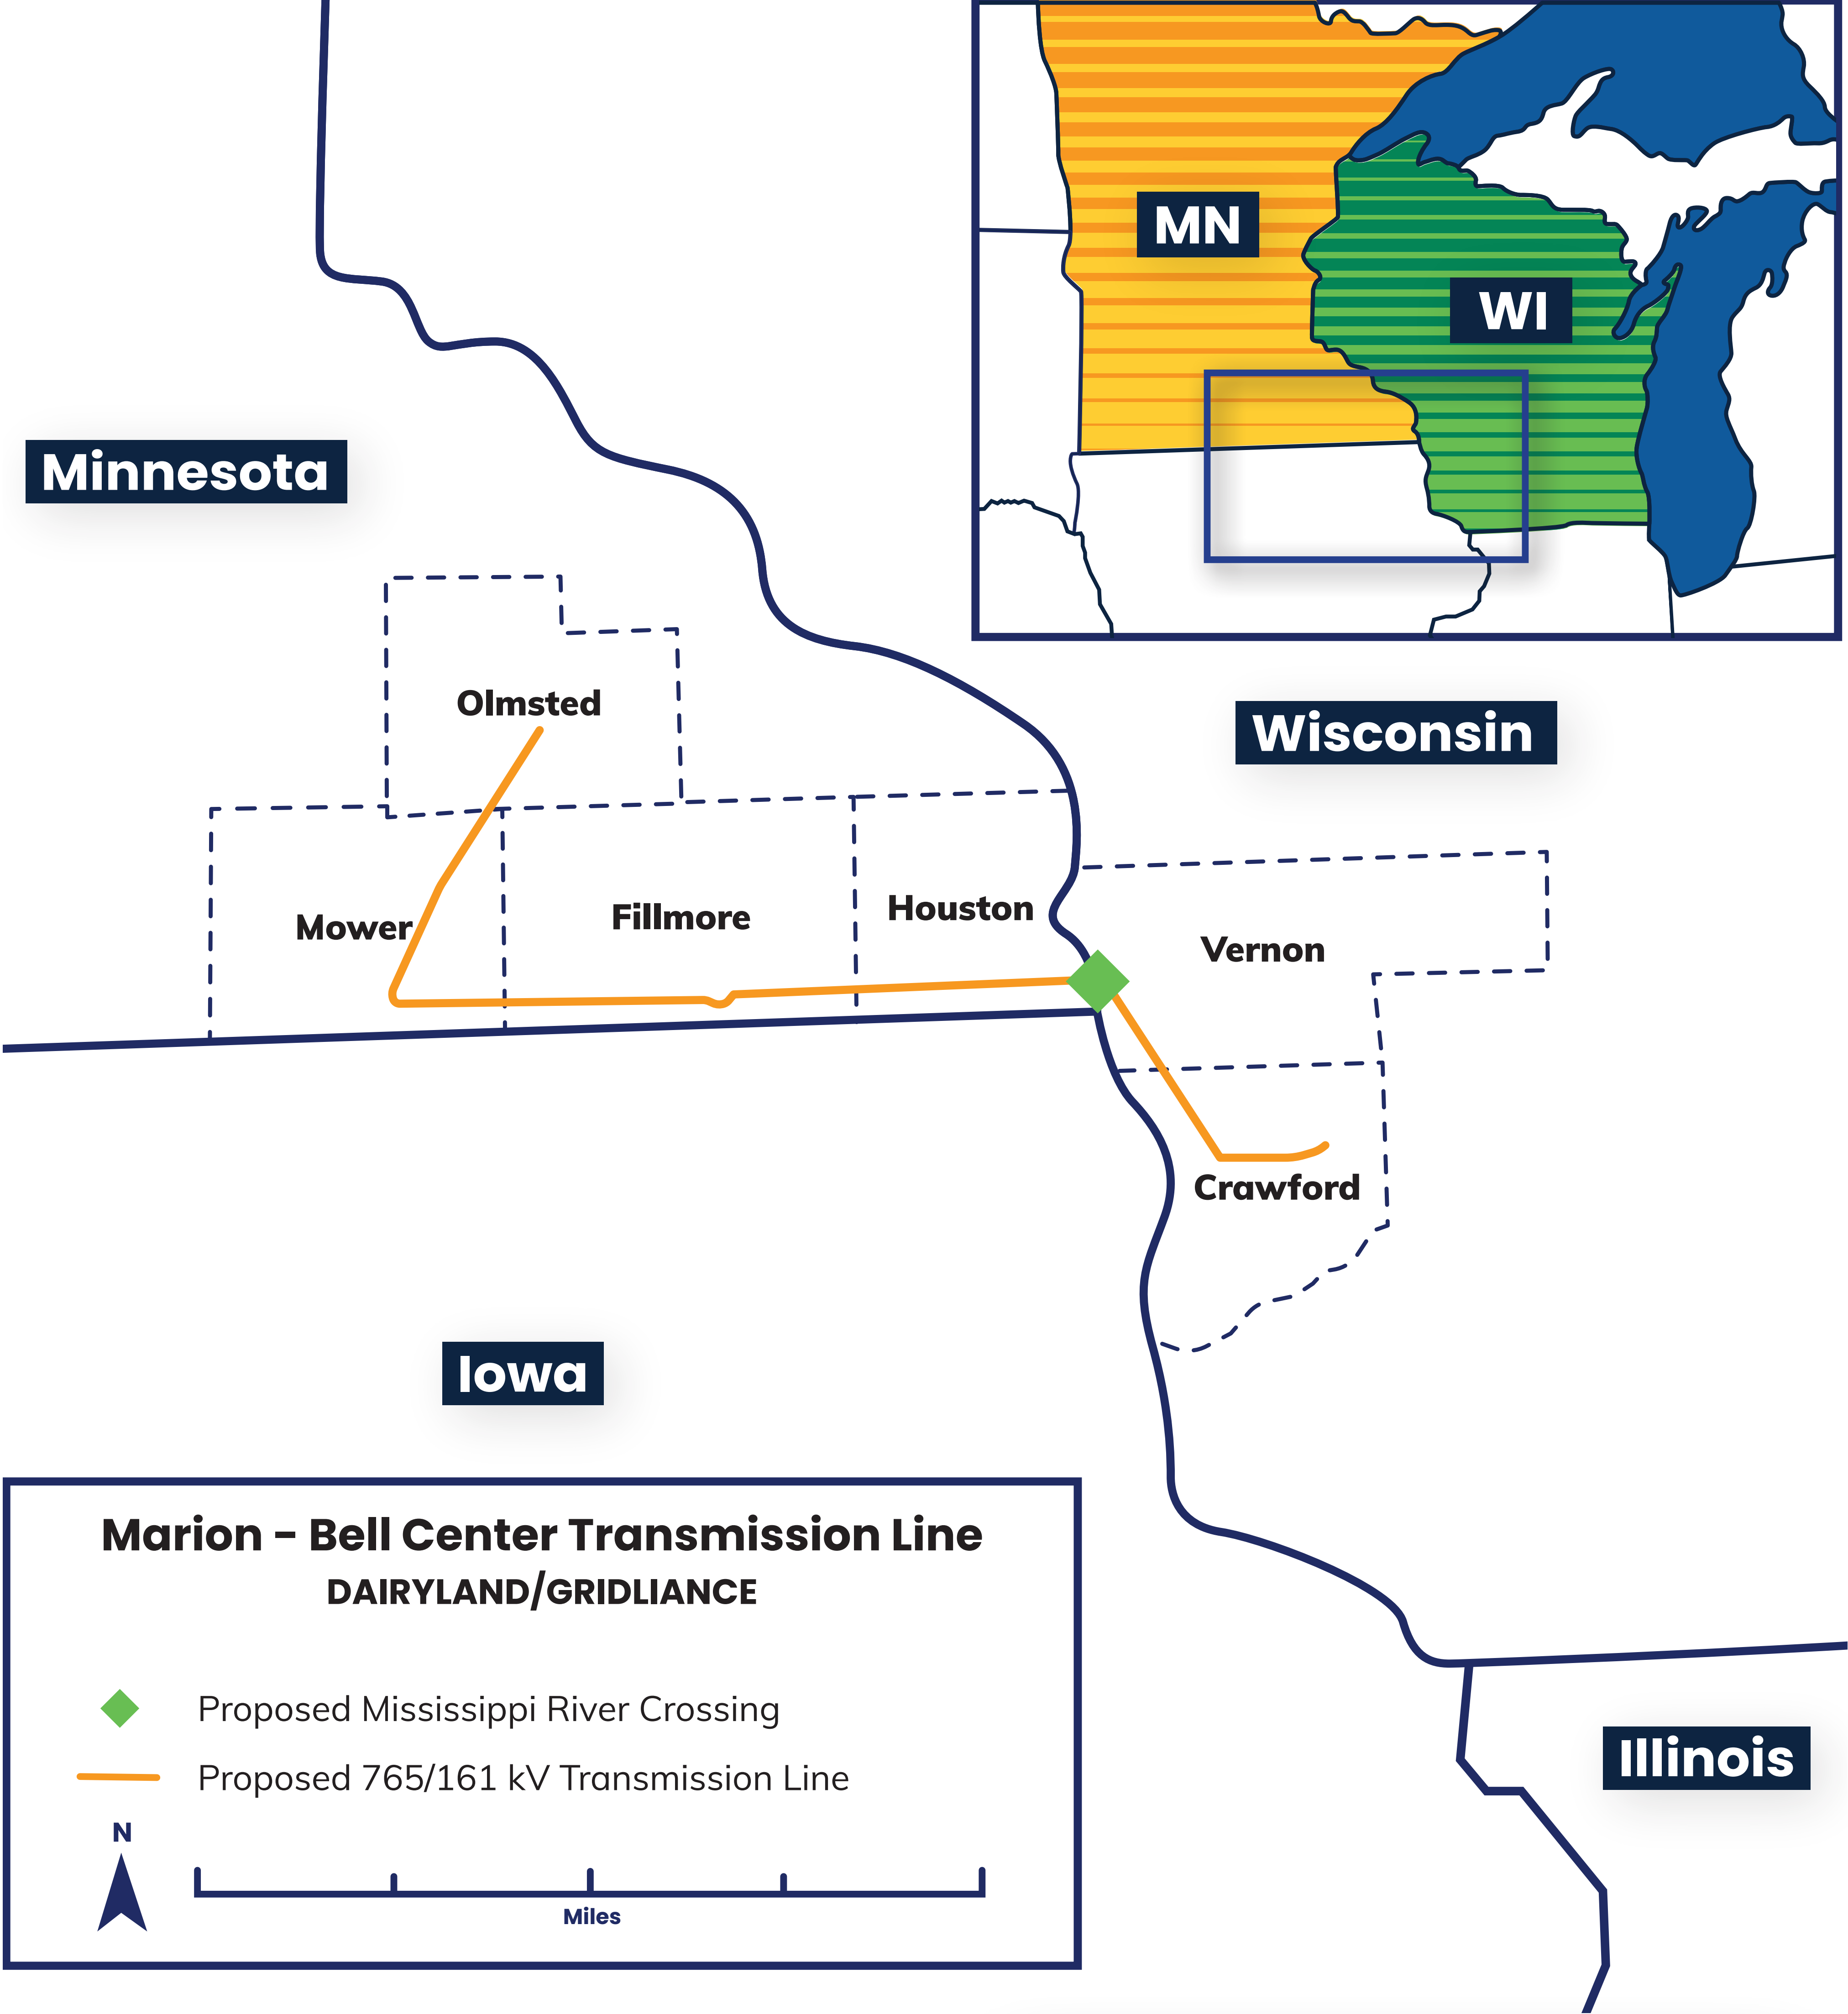 MN
WI
Minnesota
Olmsted
Wisconsin
Mower
Fillmore
Houston
Vernon
Crawford
Iowa
Marion - Bell Center Transmission Line
DAIRYLAND/GRIDLIANCE
Proposed Mississippi River Crossing
Proposed 765/161 kV Transmission Line
N
Miles
Illinois